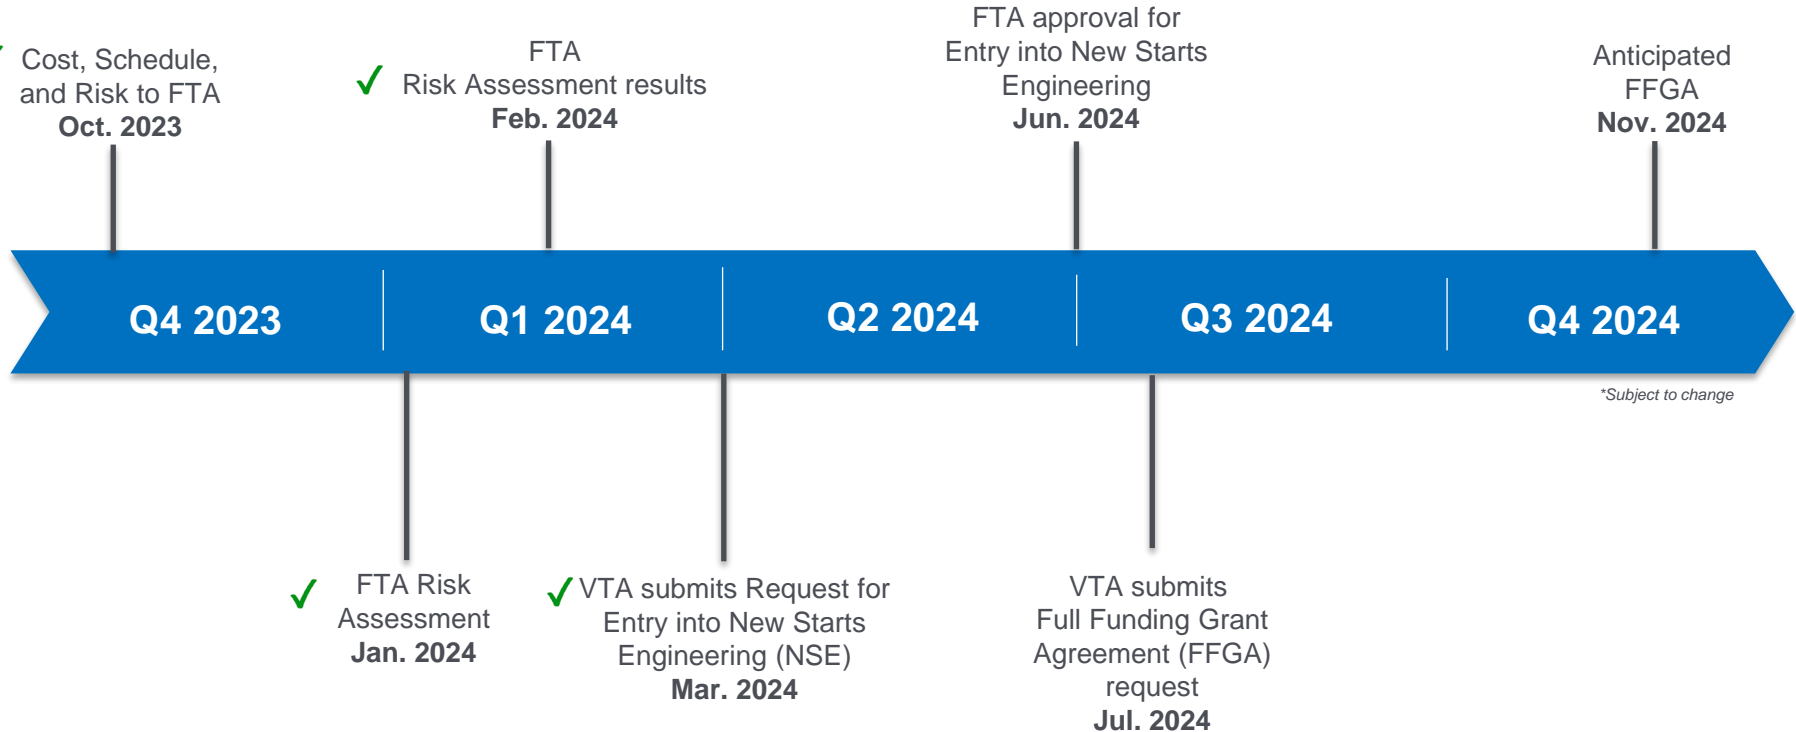 Cost, Schedule,
and Risk to FTA
Oct. 2023
✓ FTA
Risk Assessment results
Feb. 2024
FTA approval for
Entry into New Starts
Engineering
Jun. 2024
Anticipated
FFGA
Nov. 2024
Q4 2023
Q1 2024
Q2 2024
Q3 2024
Q4 2024
*Subject to change
✓ FTA Risk
Assessment
Jan. 2024
✓ VTA submits Request for
Entry into New Starts
Engineering (NSE)
Mar. 2024
VTA submits
Full Funding Grant
Agreement (FFGA)
request
Jul. 2024